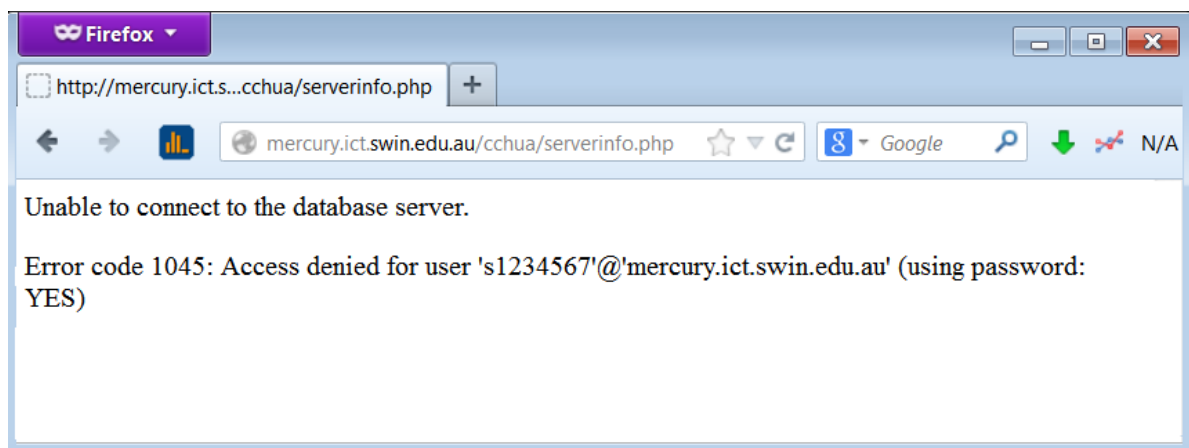 Firefox
http://mercury.ict.s...cchua/serverinfo.php
mercury.ict.swin.edu.au/cchua/serverinfo.php
8
Google
N/A
Unable to connect to the database server.
Error code 1045: Access denied for user 's1234567'@'mercury.ict.swin.edu.au' (using password:
YES)